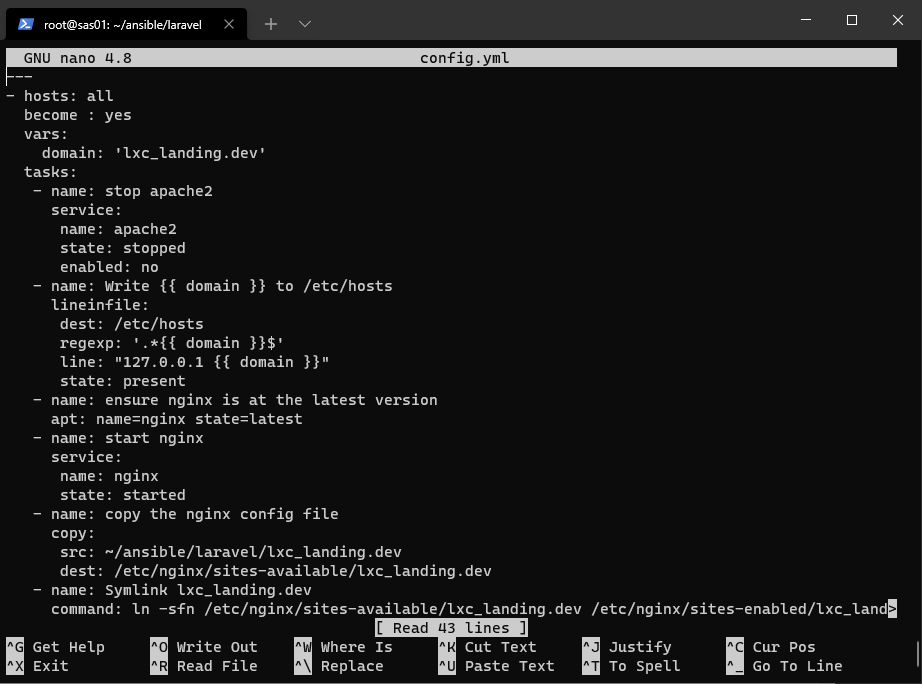 root@sas01: ~/ansible/laravel
GNU nano 4.8 config.yml
---
- hosts: all
  become : yes
  vars:
    domain: 'lxc_landing.dev'
  tasks:
   - name: stop apache2
     service:
      name: apache2
      state: stopped
      enabled: no
   - name: Write {{ domain }} to /etc/hosts
     lineinfile:
      dest: /etc/hosts
      regexp: '.*{{ domain }}$'
      line: "127.0.0.1 {{ domain }}"
      state: present
   - name: ensure nginx is at the latest version
     apt: name=nginx state=latest
   - name: start nginx
     service:
      name: nginx
      state: started
   - name: copy the nginx config file
     copy:
      src: ~/ansible/laravel/lxc_landing.dev
      dest: /etc/nginx/sites-available/lxc_landing.dev
   - name: Symlink lxc_landing.dev
     command: ln -sfn /etc/nginx/sites-available/lxc_landing.dev /etc/nginx/sites-enabled/lxc_land>
[ Read 43 lines ]
^G Get Help ^O Write Out ^W Where Is ^K Cut Text ^J Justify ^C Cur Pos
^X Exit ^R Read File ^\ Replace ^U Paste Text ^T To Spell ^_ Go To Line